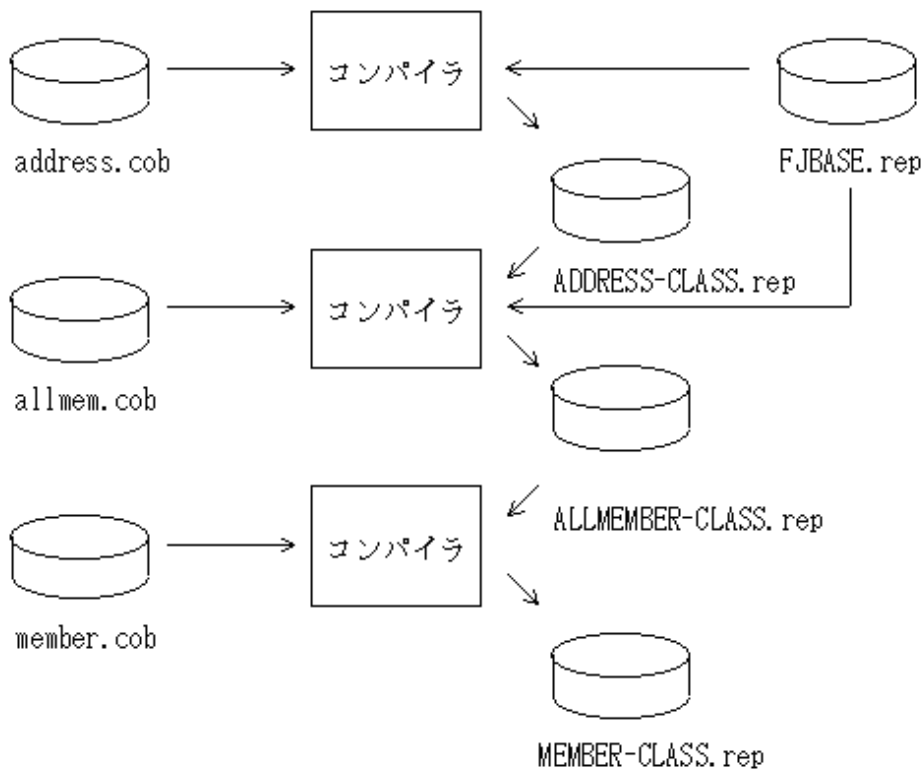 コンパイラ
address.cob
FJBASE.rep
ADDRESS-CLASS.rep
コンパイラ
allmem.cob
ALLMEMBER-CLASS.rep
コンパイラ
member.cob
MEMBER-CLASS.rep